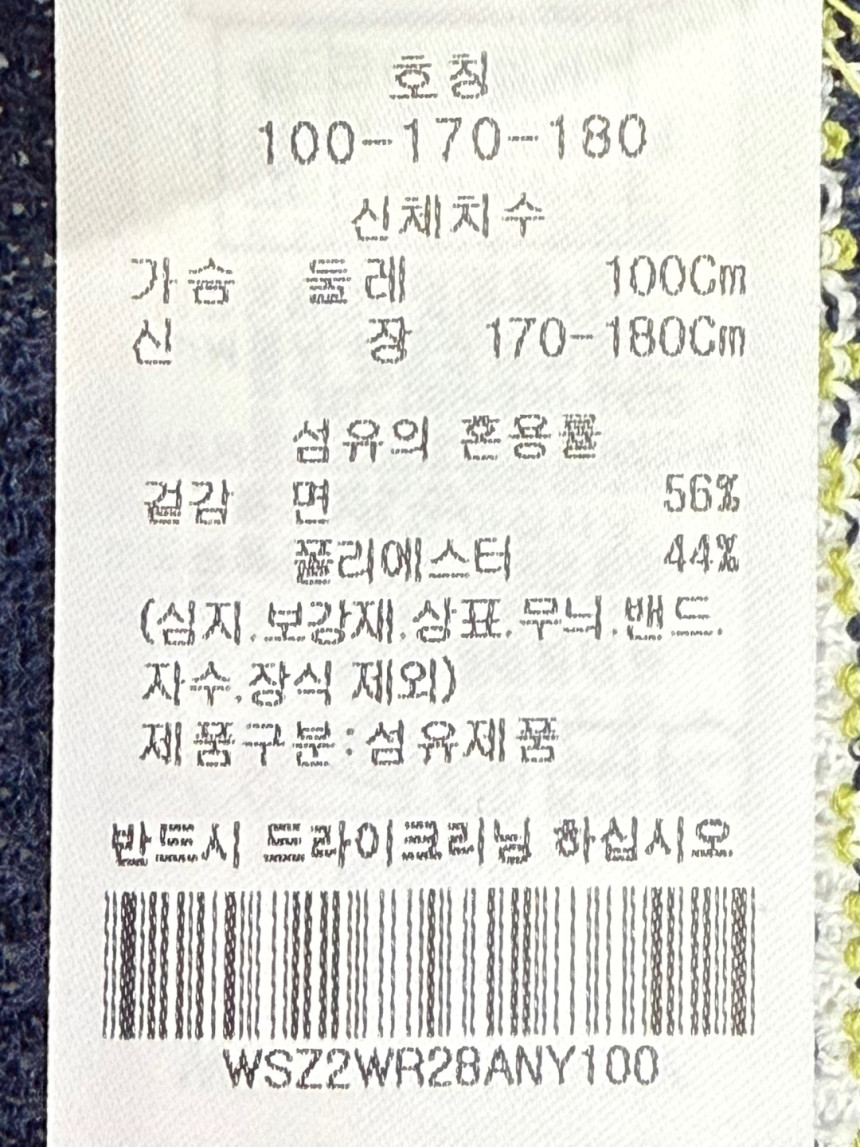 호칭
100-170-180
신체치수
가슴 둘레 100Cm
신 장 170-180Cm
섬유의 혼용률
겉감 면 56%
폴리에스터 44%
(심지.보강재.상표.무늬.밴드.
자수.장식 제외)
제품구분:섬유제품
반드시 드라이크리닝 하십시오
WSZ2WR28ANY100